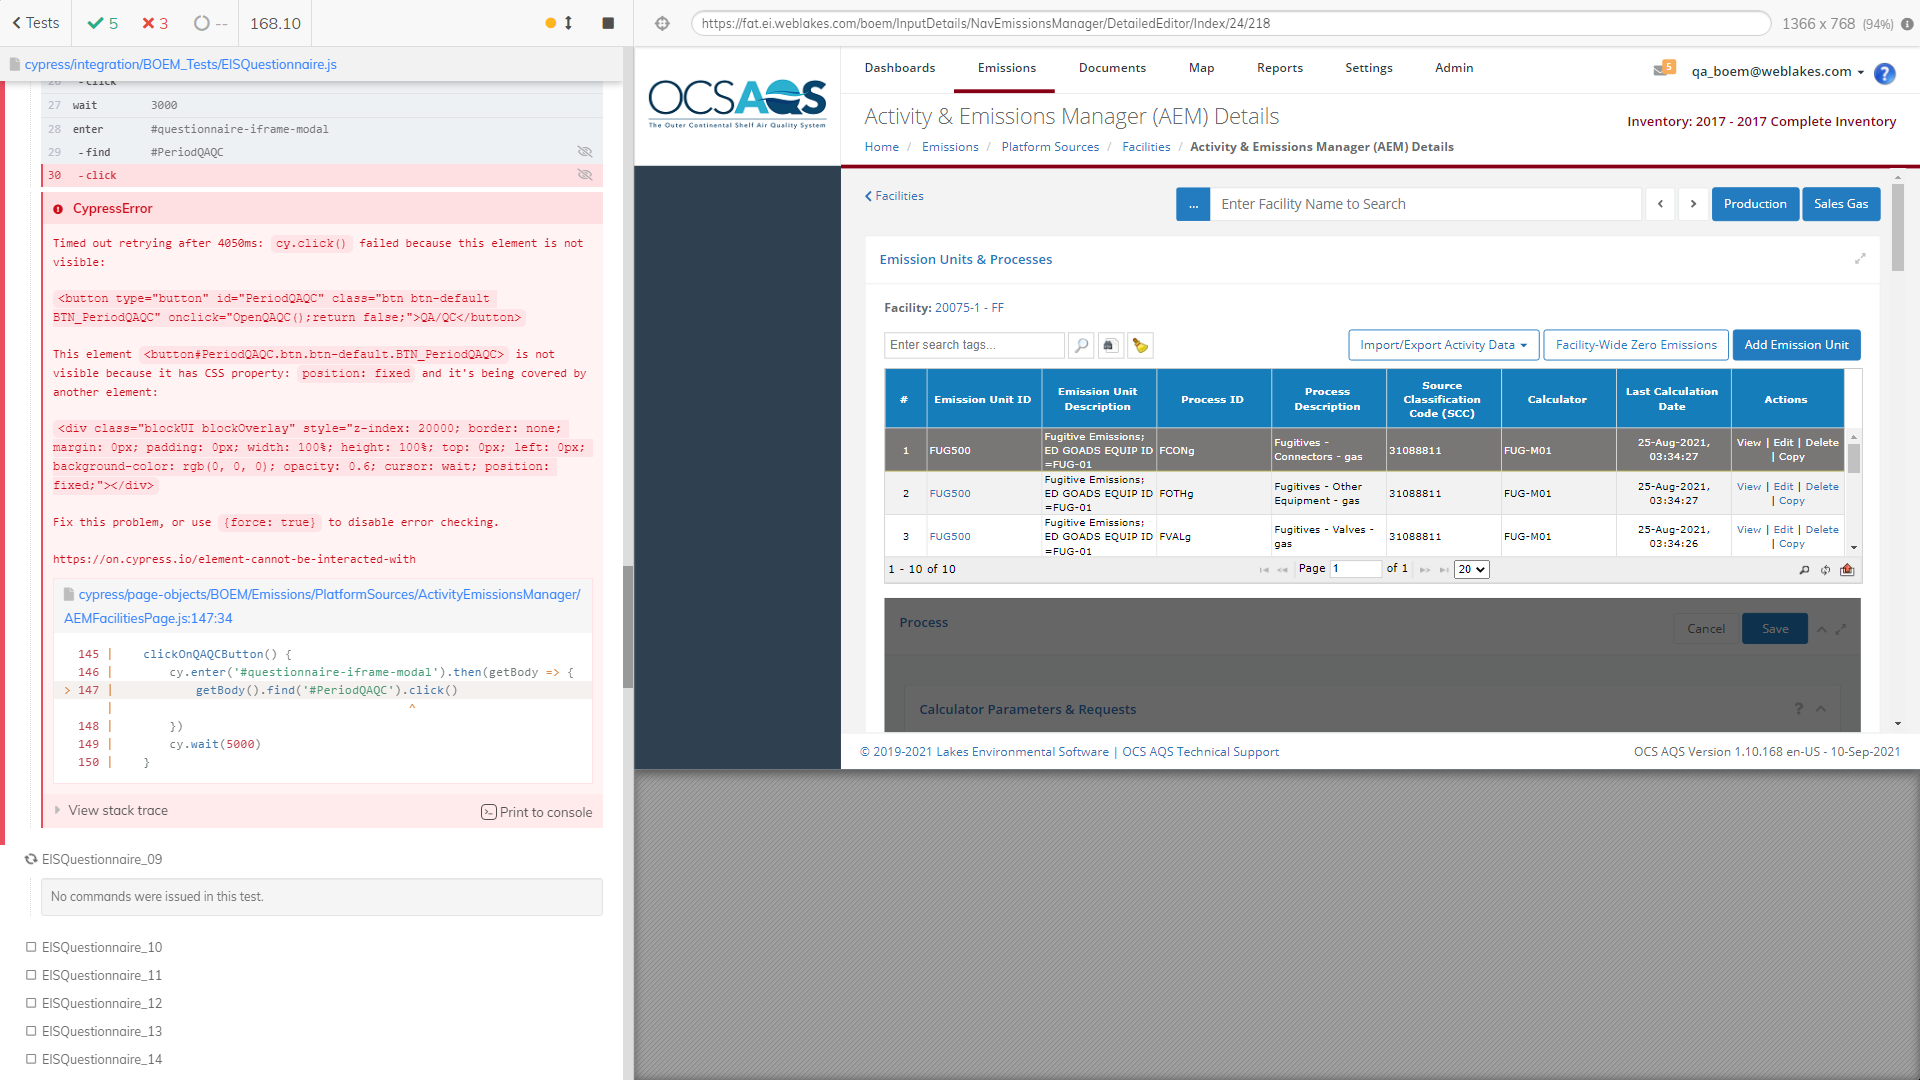 Tests
5
3
--
168.10
https://fat.ei.weblakes.com/boem/InputDetails/NavEmissionsManager/DetailedEditor/Index/24/218
1366 x 768 (94%)
cypress/integration/BOEM_Tests/EISQuestionnaire.js
26 -click
27 wait 3000
28 enter #questionnaire-iframe-modal
29 -find #PeriodQAQC
30 -click
CypressError
Timed out retrying after 4050ms: cy.click() failed because this element is not
visible:
<button type="button" id="PeriodQAQC" class="btn btn-default
BTN_PeriodQAQC" onclick="OpenQAQC();return false;">QA/QC</button>
This element <button#PeriodQAQC.btn.btn-default.BTN_PeriodQAQC> is not
visible because it has CSS property: position: fixed and it's being covered by
another element:
<div class="blockUI blockOverlay" style="z-index: 20000; border: none;
margin: 0px; padding: 0px; width: 100%; height: 100%; top: 0px; left: 0px;
background-color: rgb(0, 0, 0); opacity: 0.6; cursor: wait; position:
fixed;"></div>
Fix this problem, or use {force: true} to disable error checking.
https://on.cypress.io/element-cannot-be-interacted-with
cypress/page-objects/BOEM/Emissions/PlatformSources/ActivityEmissionsManager/
AEMFacilitiesPage.js:147:34
145 | clickOnQAQCButton() {
146 | cy.enter('#questionnaire-iframe-modal').then(getBody => {
> 147 | getBody().find('#PeriodQAQC').click()
| ^
148 | })
149 | cy.wait(5000)
150 | }
View stack trace
Print to console
EISQuestionnaire_09
No commands were issued in this test.
EISQuestionnaire_10
EISQuestionnaire_11
EISQuestionnaire_12
EISQuestionnaire_13
EISQuestionnaire_14
OCSAQS
The Outer Continental Shelf Air Quality System
Dashboards Emissions Documents Map Reports Settings Admin
5
qa_boem@weblakes.com
?
Activity & Emissions Manager (AEM) Details
Inventory: 2017 - 2017 Complete Inventory
Home / Emissions / Platform Sources / Facilities / Activity & Emissions Manager (AEM) Details
Facilities
... Enter Facility Name to Search
Production Sales Gas
Emission Units & Processes
Facility: 20075-1 - FF
Enter search tags...
Import/Export Activity Data Facility-Wide Zero Emissions Add Emission Unit
# Emission Unit ID Emission Unit Description Process ID Process Description Source Classification Code (SCC) Calculator Last Calculation Date Actions
1 FUG500 Fugitive Emissions; ED GOADS EQUIP ID =FUG-01 FCONg Fugitives - Connectors - gas 31088811 FUG-M01 25-Aug-2021, 03:34:27 View | Edit | Delete | Copy
2 FUG500 Fugitive Emissions; ED GOADS EQUIP ID =FUG-01 FOTHg Fugitives - Other Equipment - gas 31088811 FUG-M01 25-Aug-2021, 03:34:27 View | Edit | Delete | Copy
3 FUG500 Fugitive Emissions; ED GOADS EQUIP ID =FUG-01 FVALg Fugitives - Valves - gas 31088811 FUG-M01 25-Aug-2021, 03:34:26 View | Edit | Delete | Copy
1 - 10 of 10
Page 1 of 1
20
Process
Cancel Save
Calculator Parameters & Requests
?
© 2019-2021 Lakes Environmental Software | OCS AQS Technical Support
OCS AQS Version 1.10.168 en-US - 10-Sep-2021